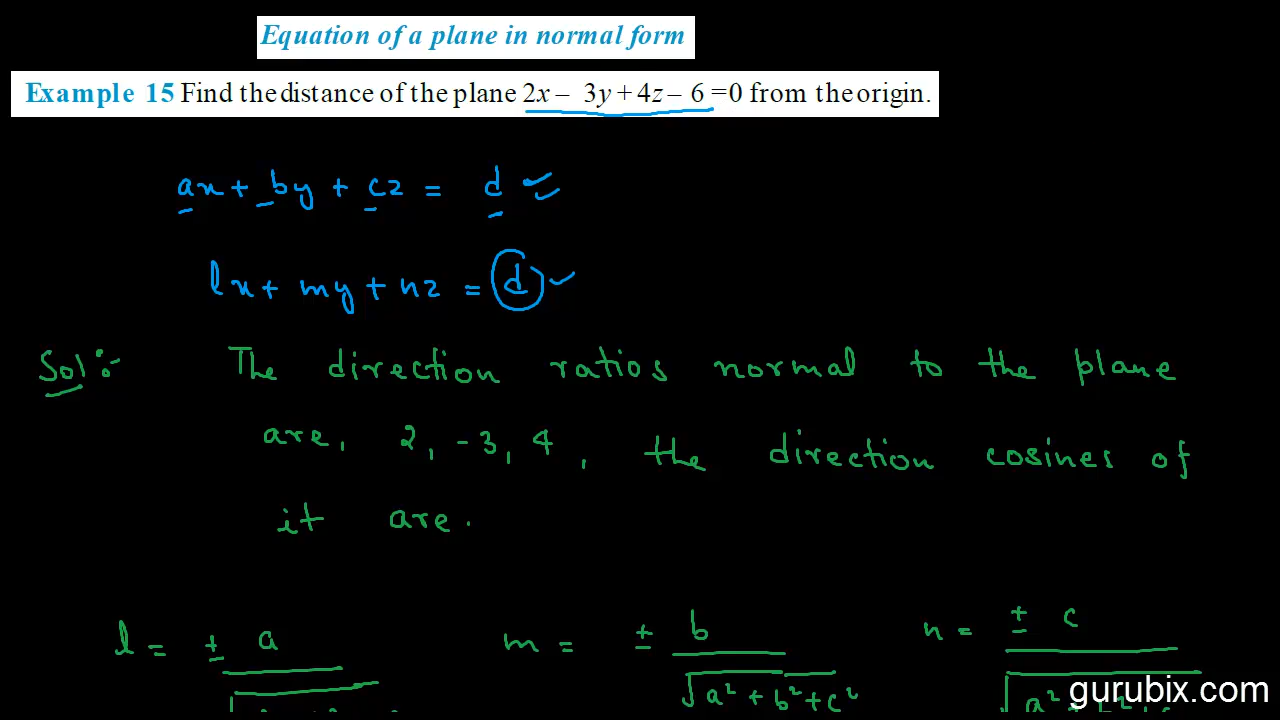 Equation of a plane in normal form
Example 15 Find the distance of the plane 2x – 3y + 4z – 6 = 0 from the origin.
ax + by + cz = d
lx + my + nz = d
Sol:- The direction ratios normal to the plane
are, 2, -3, 4, the direction cosines of
it are.
l = ± a m = ± b n = ± c
√a² + b² + c²
gurubix.com